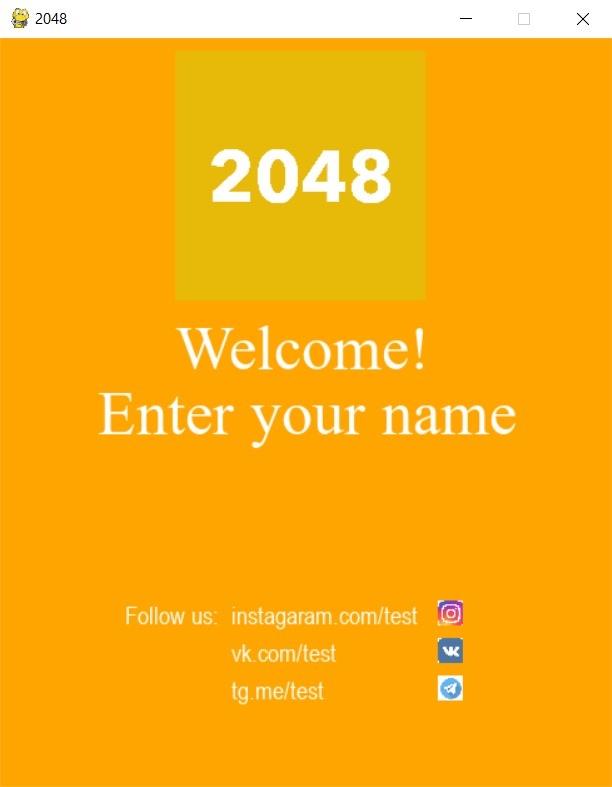 2048
2048
Welcome!
Enter your name
Follow us: instagaram.com/test
vk.com/test
tg.me/test